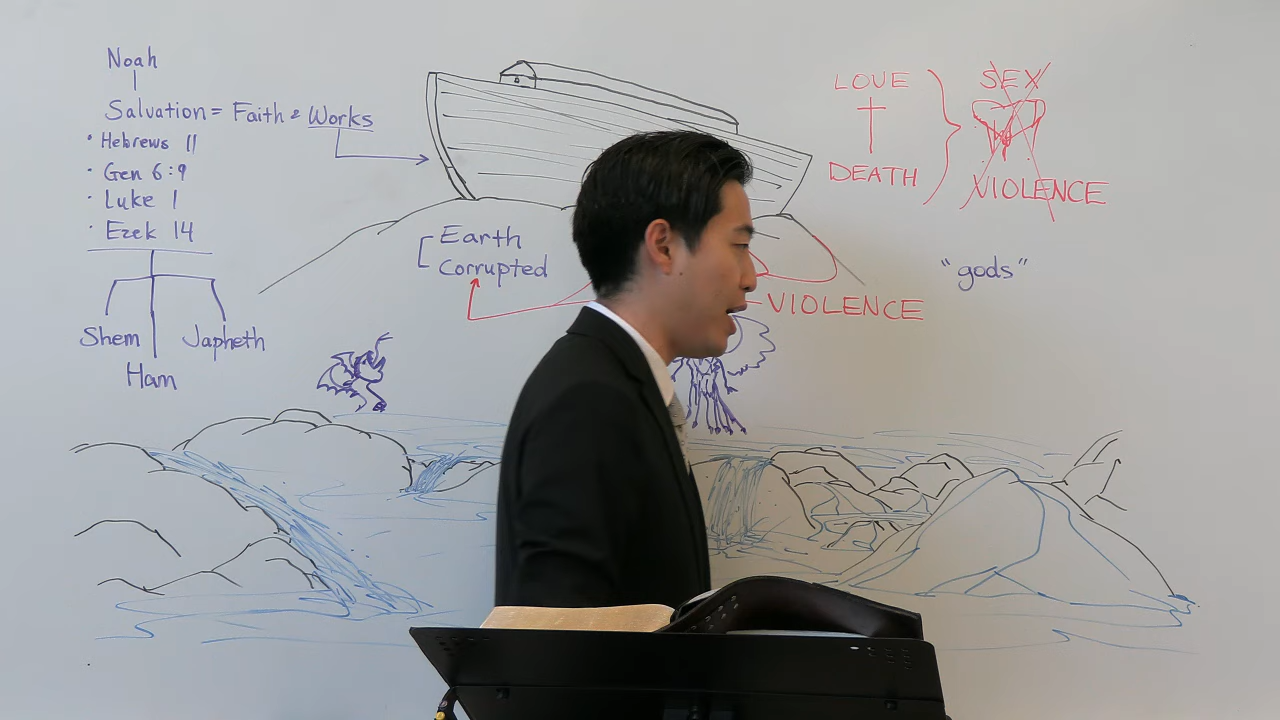 Noah
Salvation = Faith & Works
• Hebrews 11
• Gen 6:9
• Luke 1
• Ezek 14
Shem
Japheth
Ham
Earth
Corrupted
LOVE
DEATH
SEX
VIOLENCE
"gods"
VIOLENCE